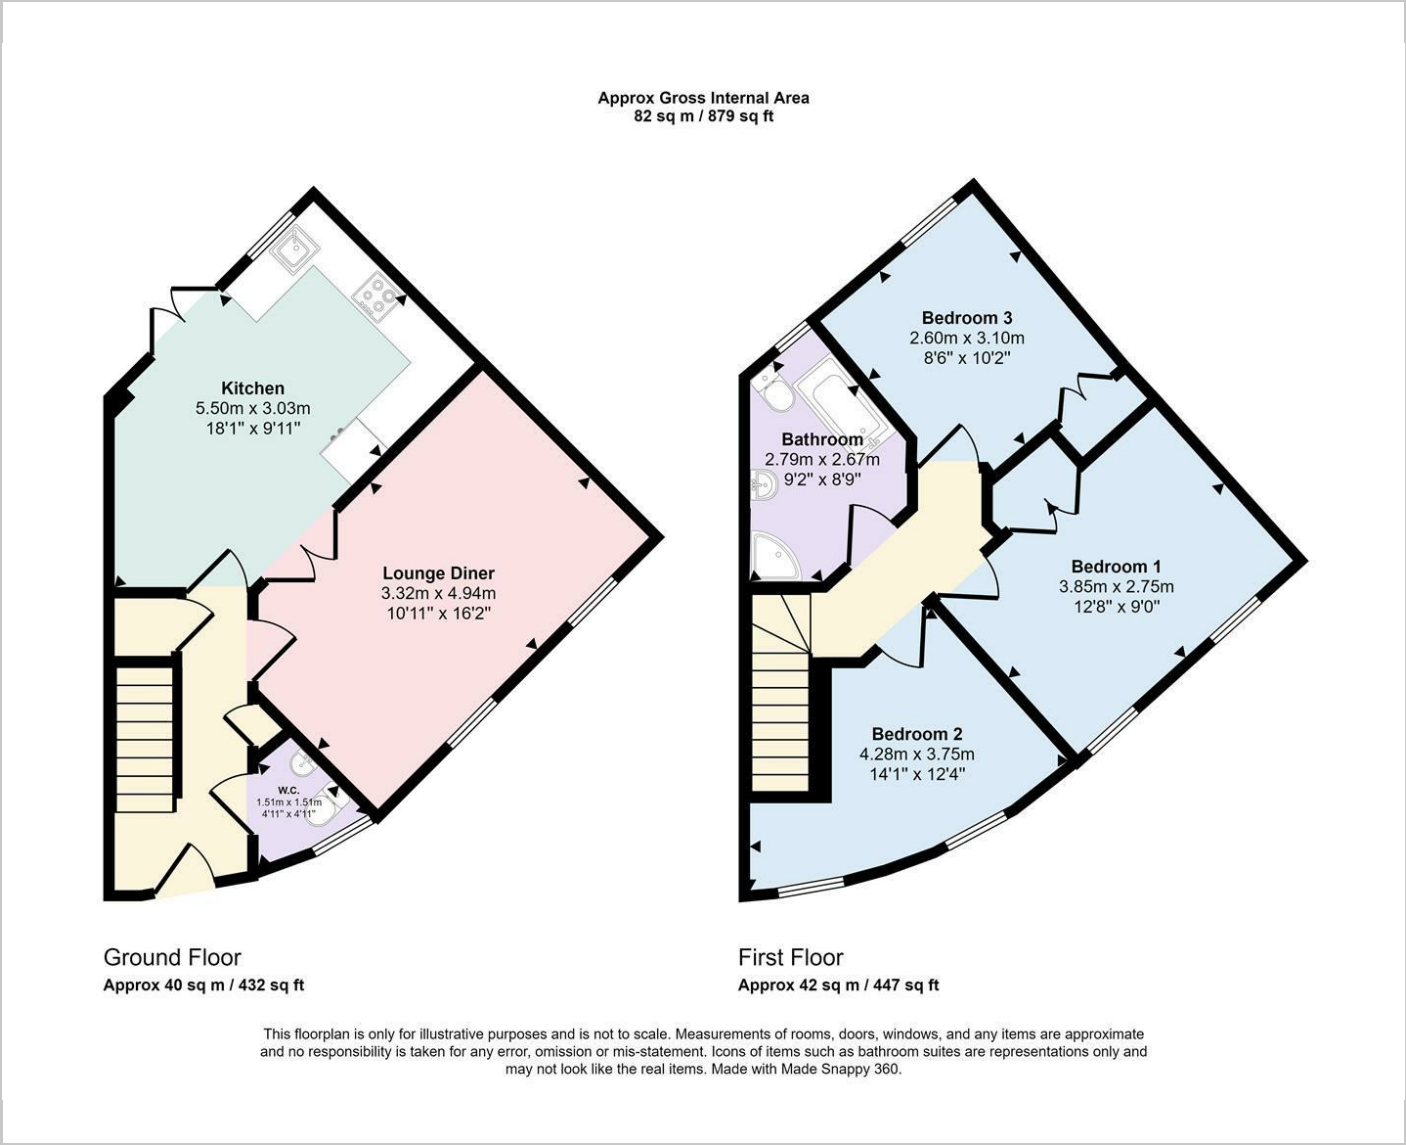 Approx Gross Internal Area
82 sq m / 879 sq ft
Kitchen
5.50m x 3.03m
18'1" x 9'11"
Lounge Diner
3.32m x 4.94m
10'11" x 16'2"
W.C.
1.51m x 1.51m
4'11" x 4'11"
Bedroom 3
2.60m x 3.10m
8'6" x 10'2"
Bathroom
2.79m x 2.67m
9'2" x 8'9"
Bedroom 1
3.85m x 2.75m
12'8" x 9'0"
Bedroom 2
4.28m x 3.75m
14'1" x 12'4"
Ground Floor
Approx 40 sq m / 432 sq ft
First Floor
Approx 42 sq m / 447 sq ft
This floorplan is only for illustrative purposes and is not to scale. Measurements of rooms, doors, windows, and any items are approximate
and no responsibility is taken for any error, omission or mis-statement. Icons of items such as bathroom suites are representations only and
may not look like the real items. Made with Made Snappy 360.